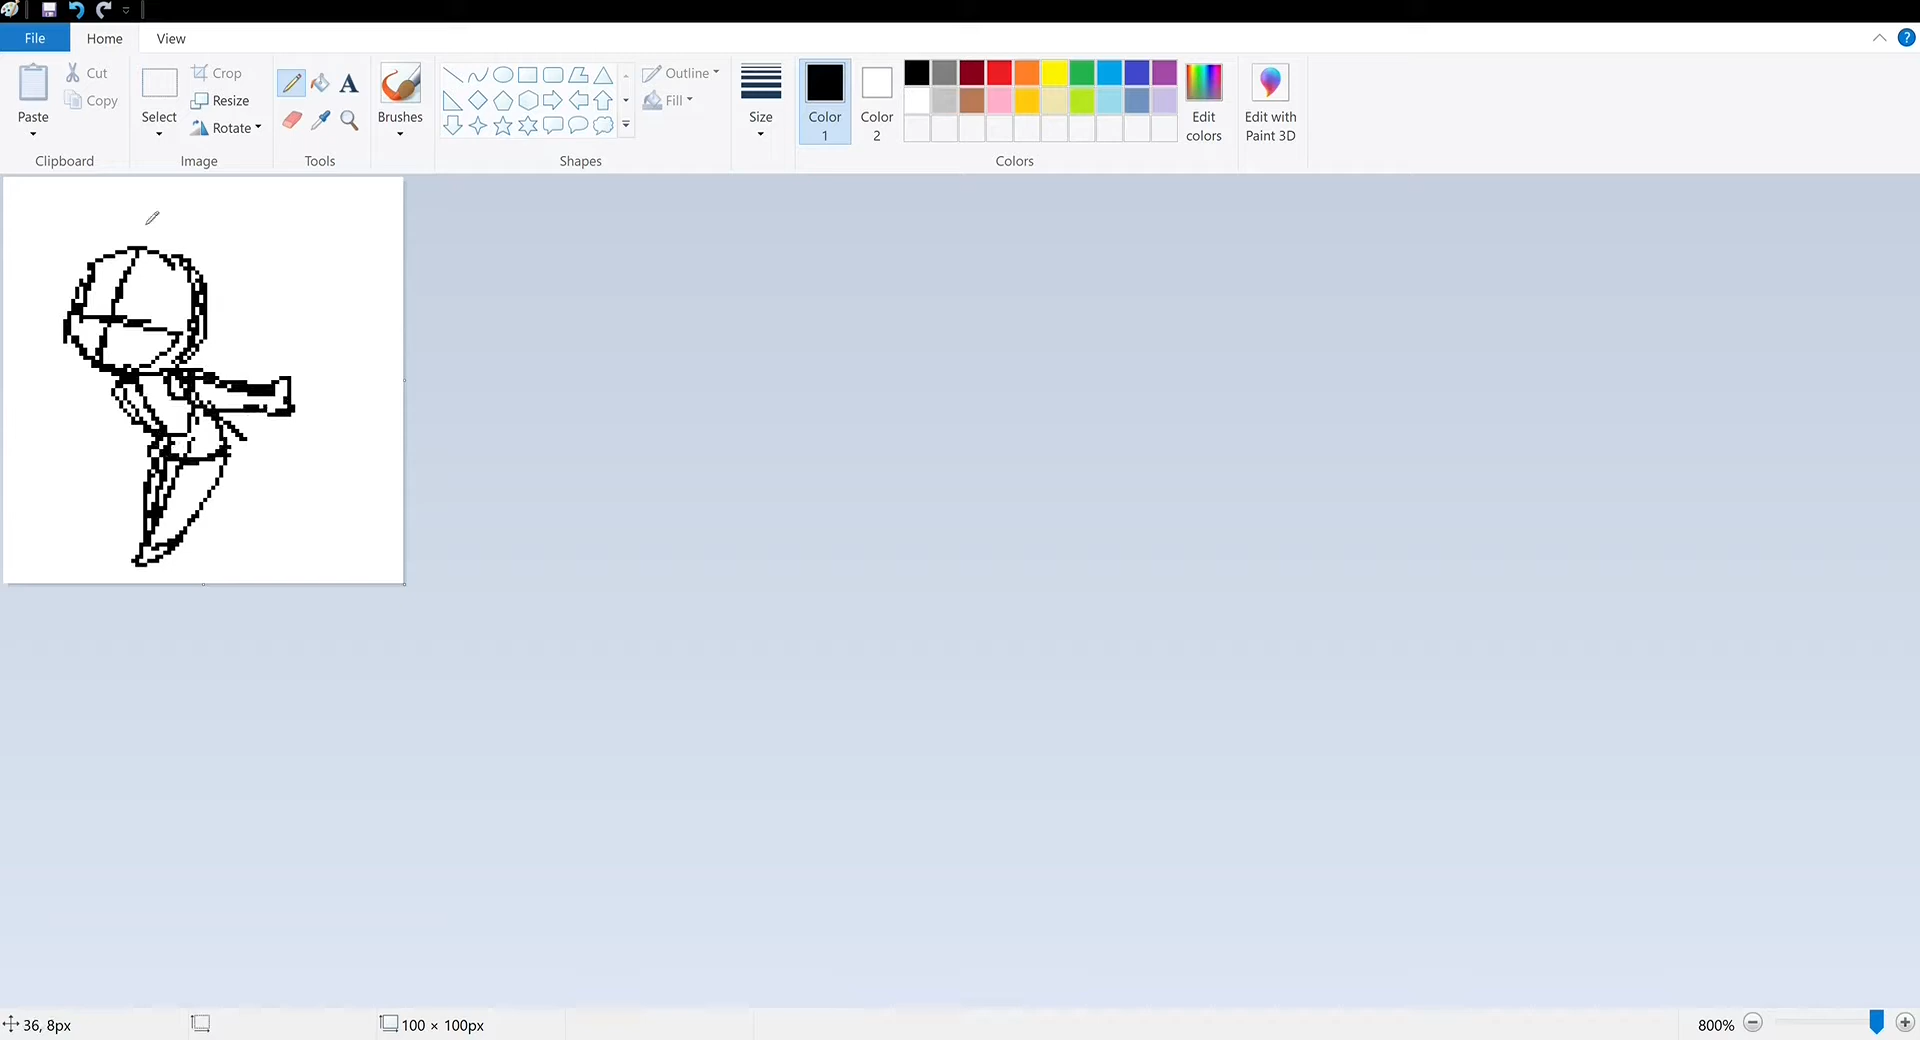 File Home View ?
Paste
Cut
Copy
Clipboard
Select
Crop
Resize
Rotate
Image
A
Tools
Brushes
Outline
Fill
Shapes
Size
Color
1
Color
2
Edit
colors
Colors
Edit with
Paint 3D
36, 8px
100 × 100px
800%